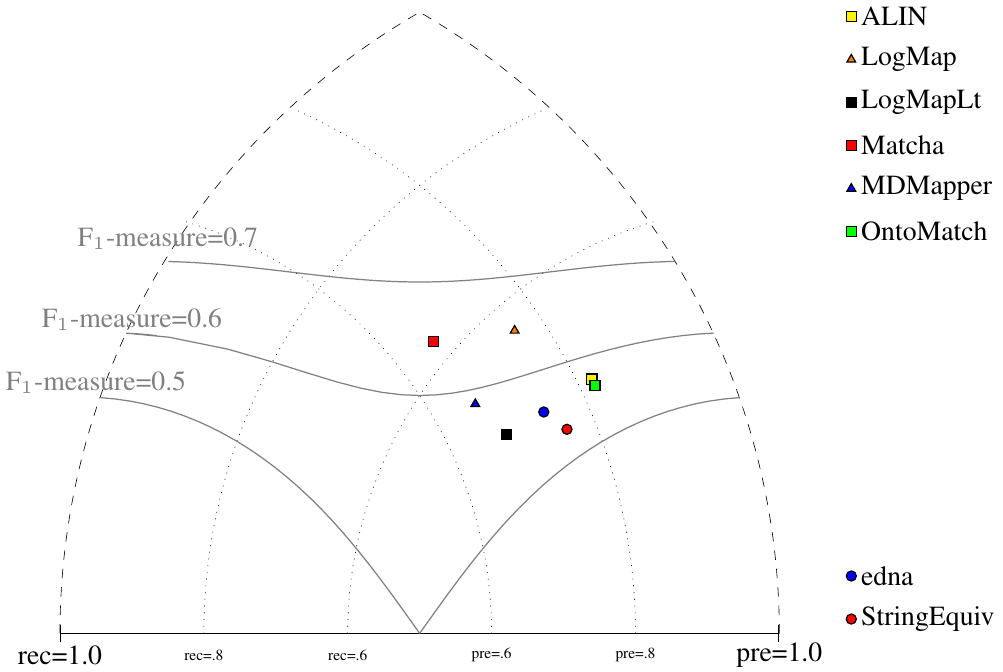 ALIN
LogMap
LogMapLt
Matcha
MDMapper
OntoMatch
F₁-measure=0.7
F₁-measure=0.6
F₁-measure=0.5
edna
StringEquiv
rec=1.0 rec=.8 rec=.6 pre=.6 pre=.8 pre=1.0